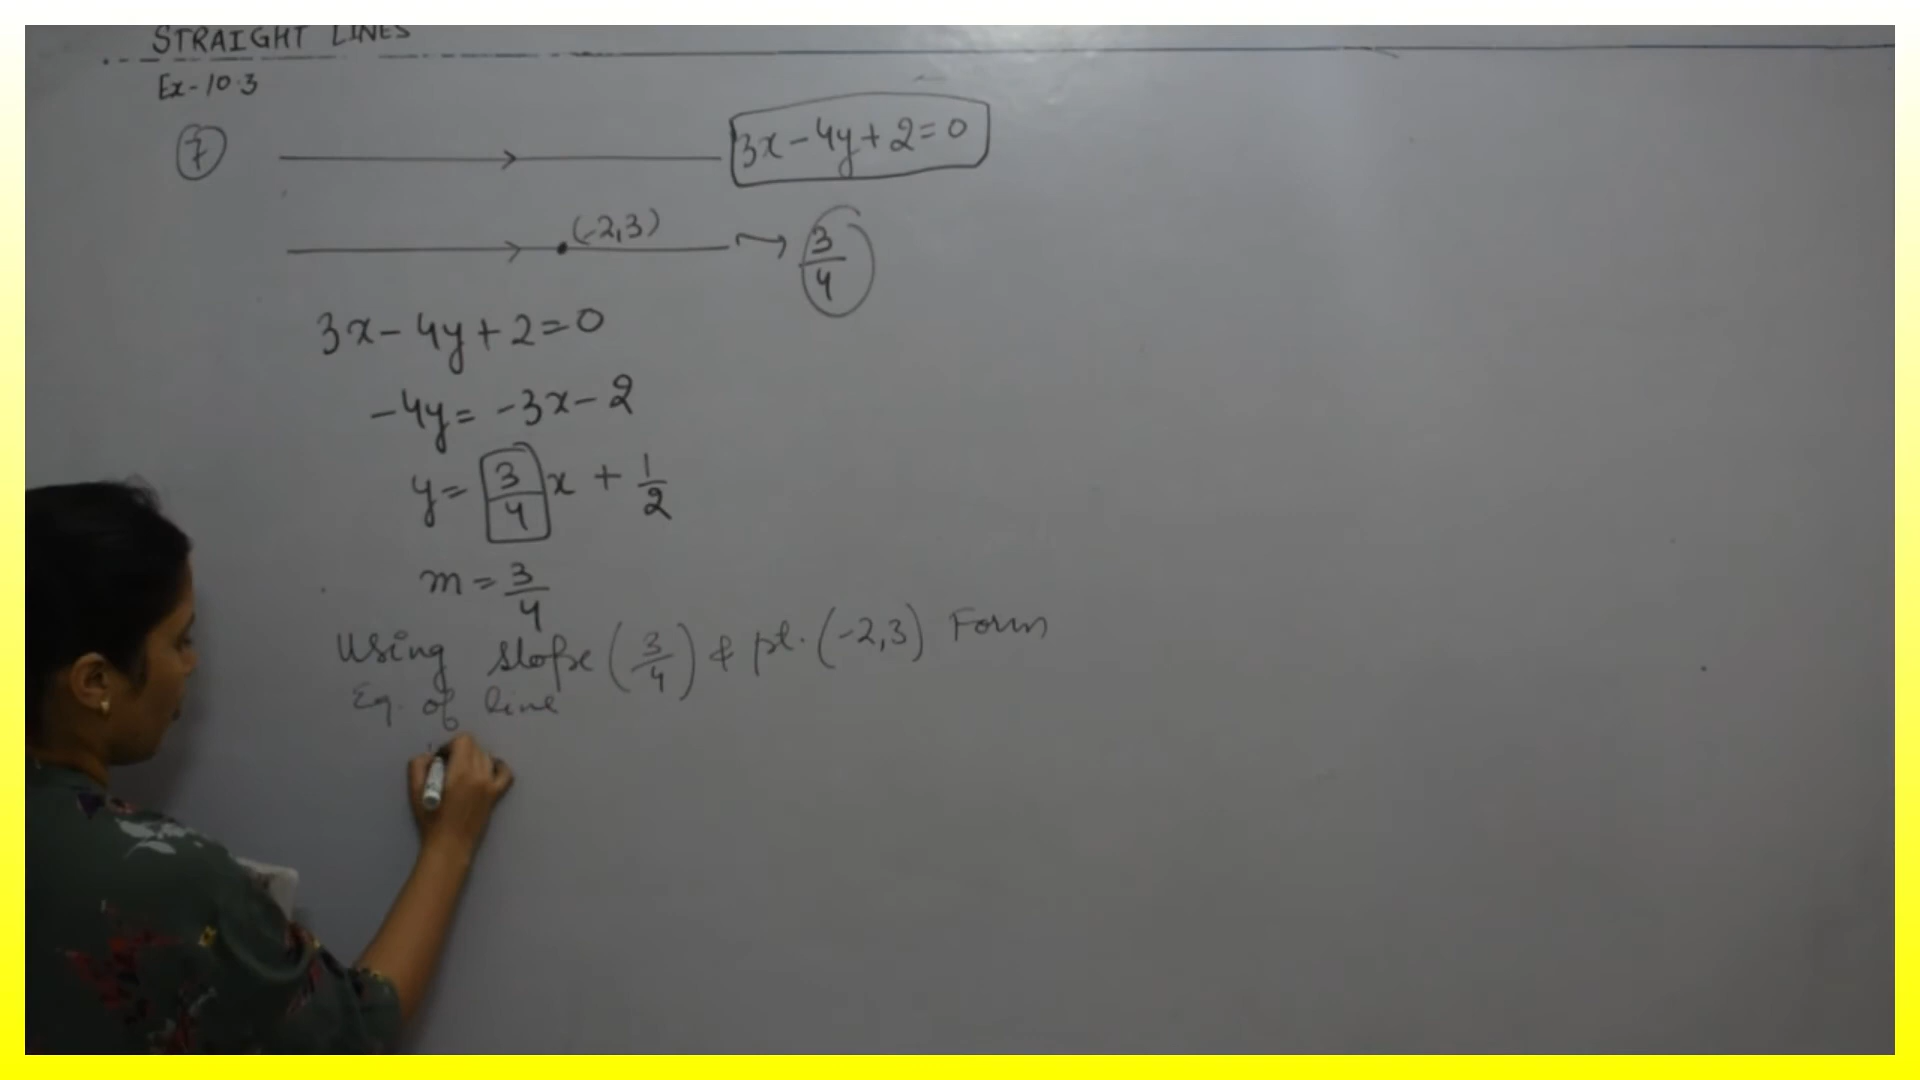 STRAIGHT LINES
Ex-10.3
7
3x-4y+2=0
(-2,3)
3/4
3x-4y+2=0
-4y=-3x-2
y=3/4x+1/2
m=3/4
Using slope (3/4) & pt. (-2,3) Form
Eq. of line